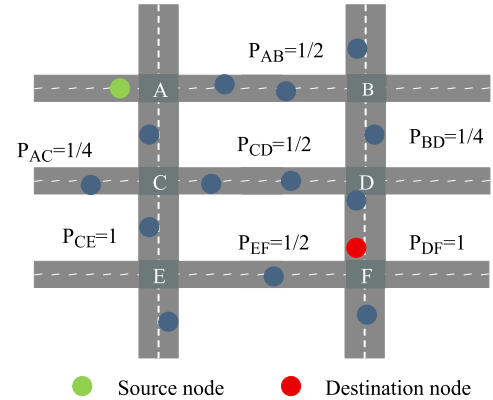 P_AB=1/2
A
B
P_AC=1/4
P_CD=1/2
P_BD=1/4
C
D
P_CE=1
P_EF=1/2
P_DF=1
E
F
Source node
Destination node